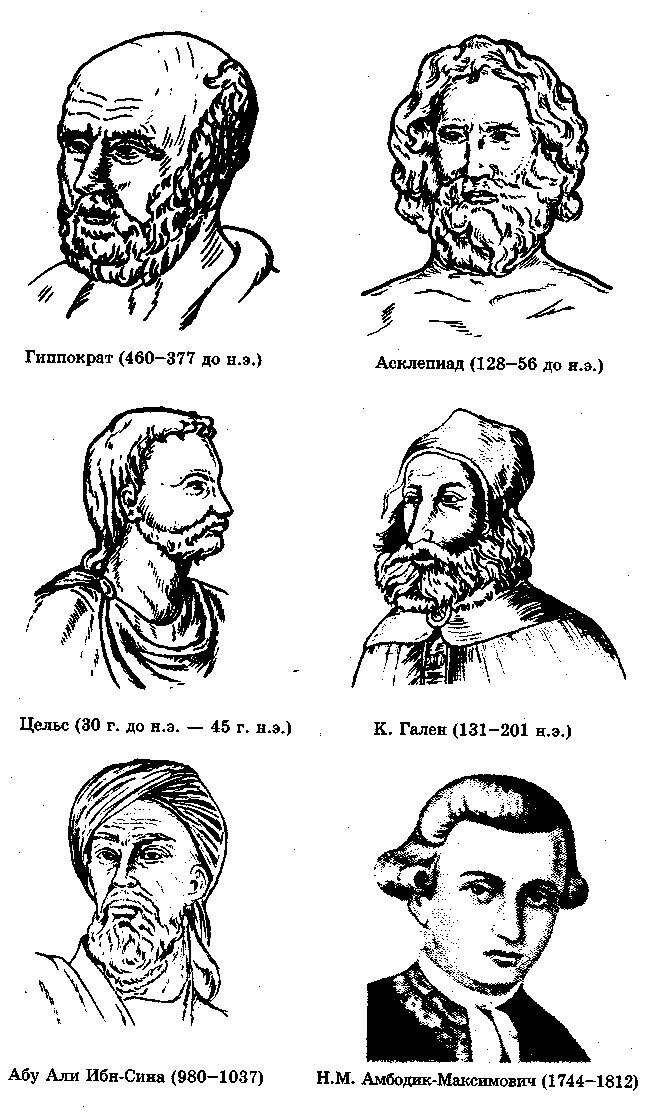 Гиппократ (460—377 до н.э.)
Асклепиад (128—56 до н.э.)
Цельс (30 г. до н.э. — 45 г. н.э.)
К. Гален (131—201 н.э.)
Абу Али Ибн-Сина (980—1037)
Н.М. Амбодик-Максимович (1744—1812)